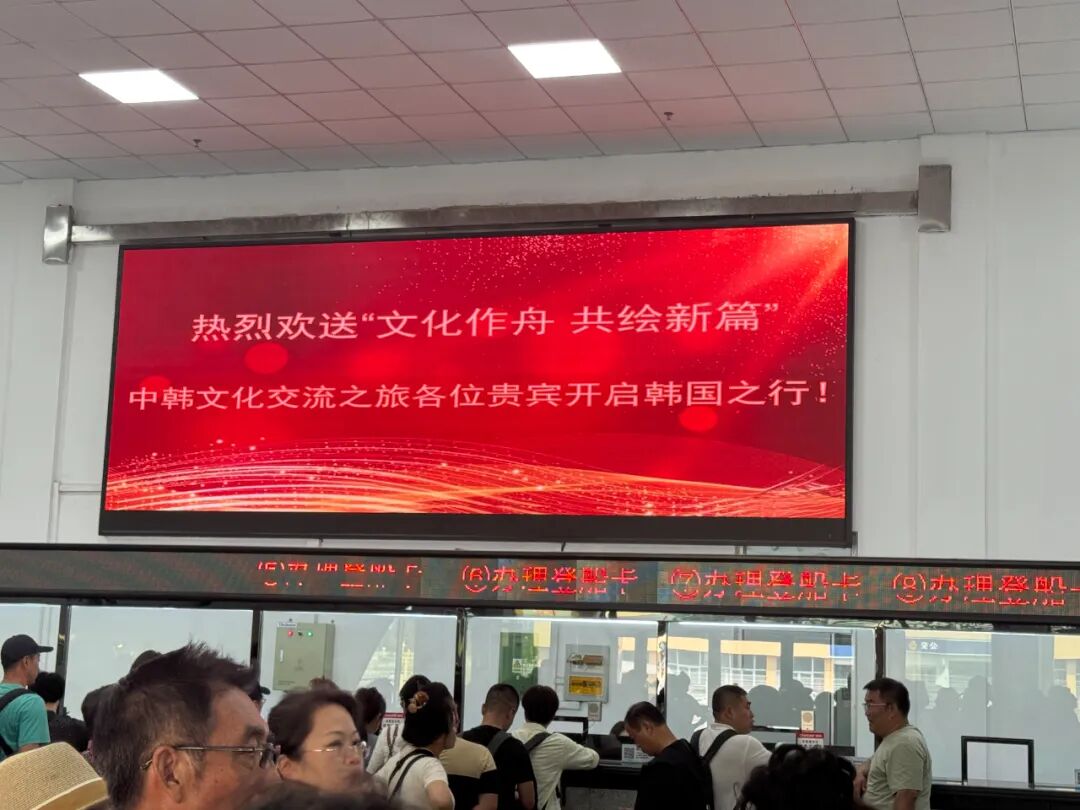 热烈欢送“文化作舟 共绘新篇”
中韩文化交流之旅各位贵宾开启韩国之行！
⑥办理登船卡 ⑦办理登船卡 ⑧办理登船卡